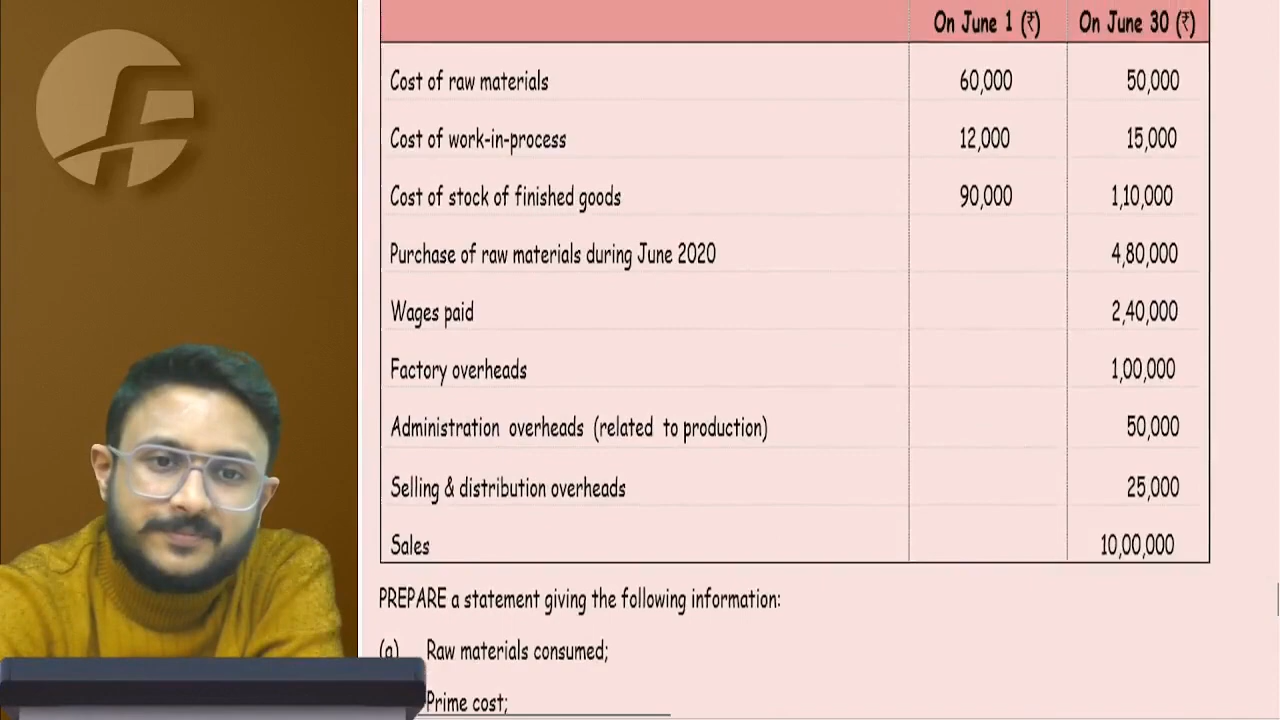 On June 1 (₹) On June 30 (₹)
Cost of raw materials 60,000 50,000
Cost of work-in-process 12,000 15,000
Cost of stock of finished goods 90,000 1,10,000
Purchase of raw materials during June 2020 4,80,000
Wages paid 2,40,000
Factory overheads 1,00,000
Administration overheads (related to production) 50,000
Selling & distribution overheads 25,000
Sales 10,00,000
PREPARE a statement giving the following information:
(a) Raw materials consumed;
Prime cost;